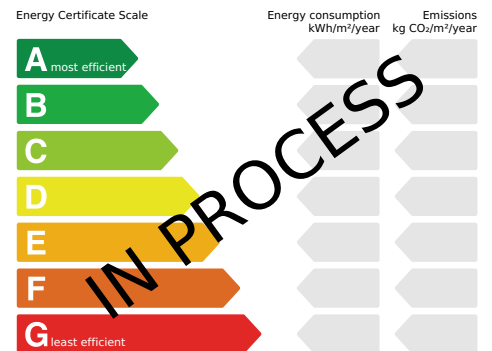 Energy Certificate Scale
Energy consumption
kWh/m²/year
Emissions
kg CO₂/m²/year
A most efficient
B
C
D
E
F
G least efficient
IN PROCESS